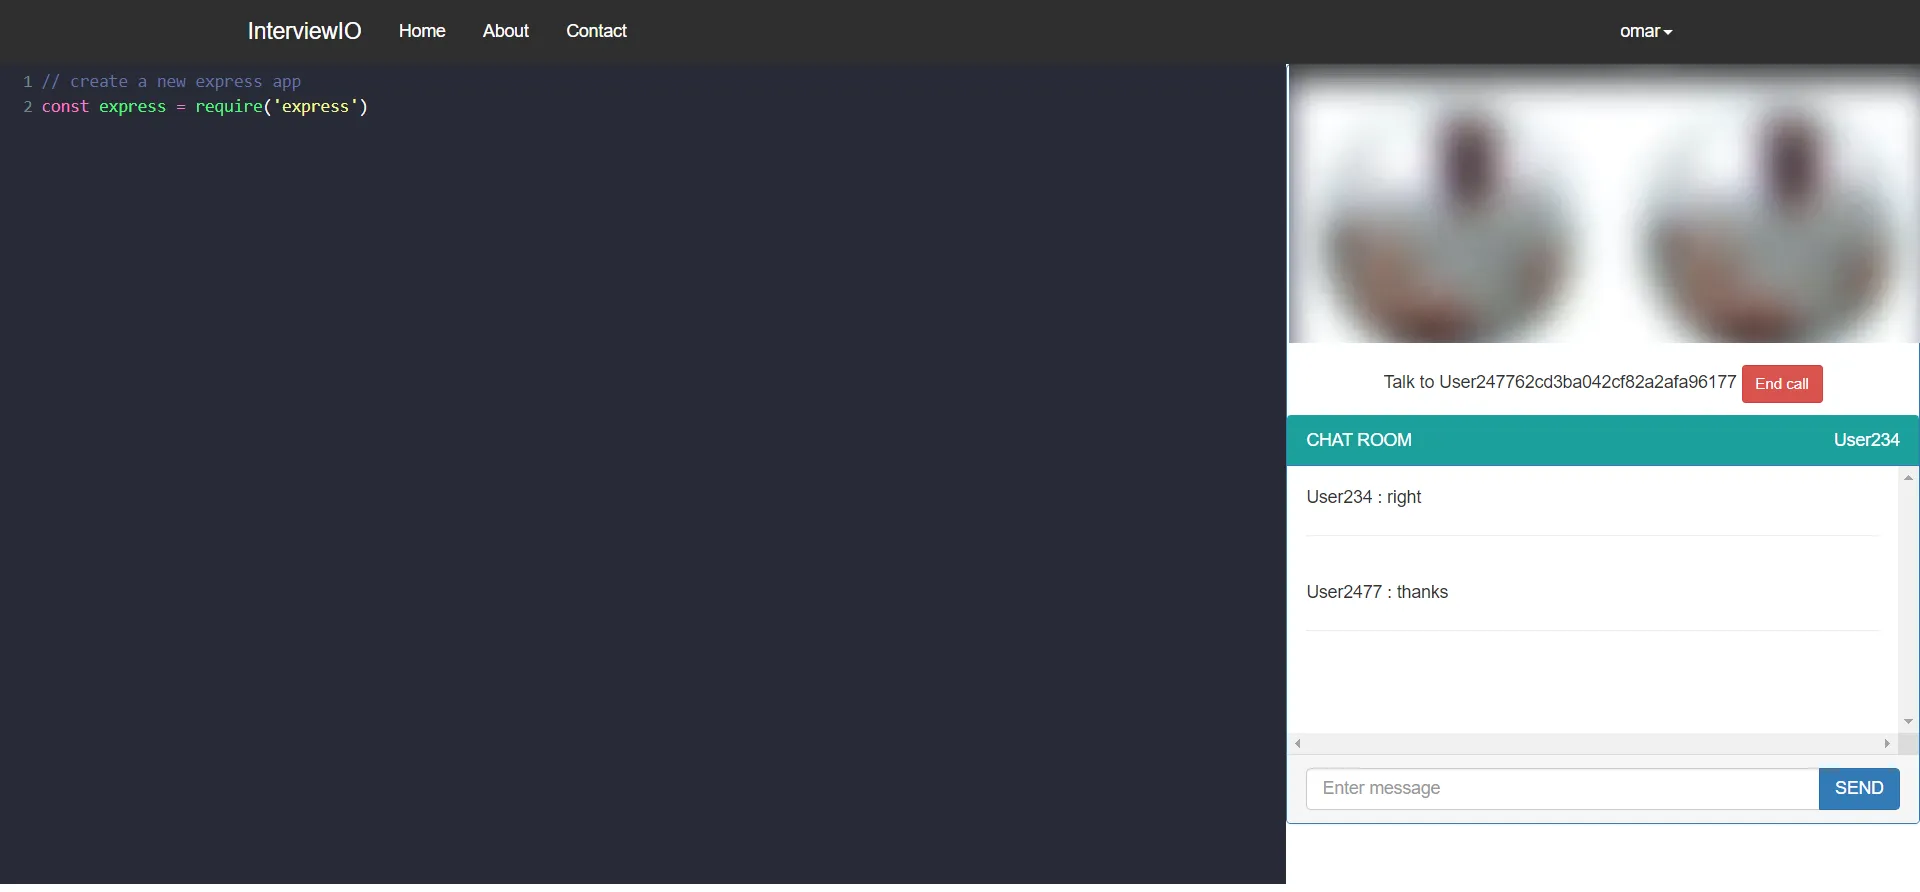 InterviewIO Home About Contact omar
1 // create a new express app
2 const express = require('express')
Talk to User247762cd3ba042cf82a2afa96177 End call
CHAT ROOM User234
User234 : right
User2477 : thanks
Enter message SEND